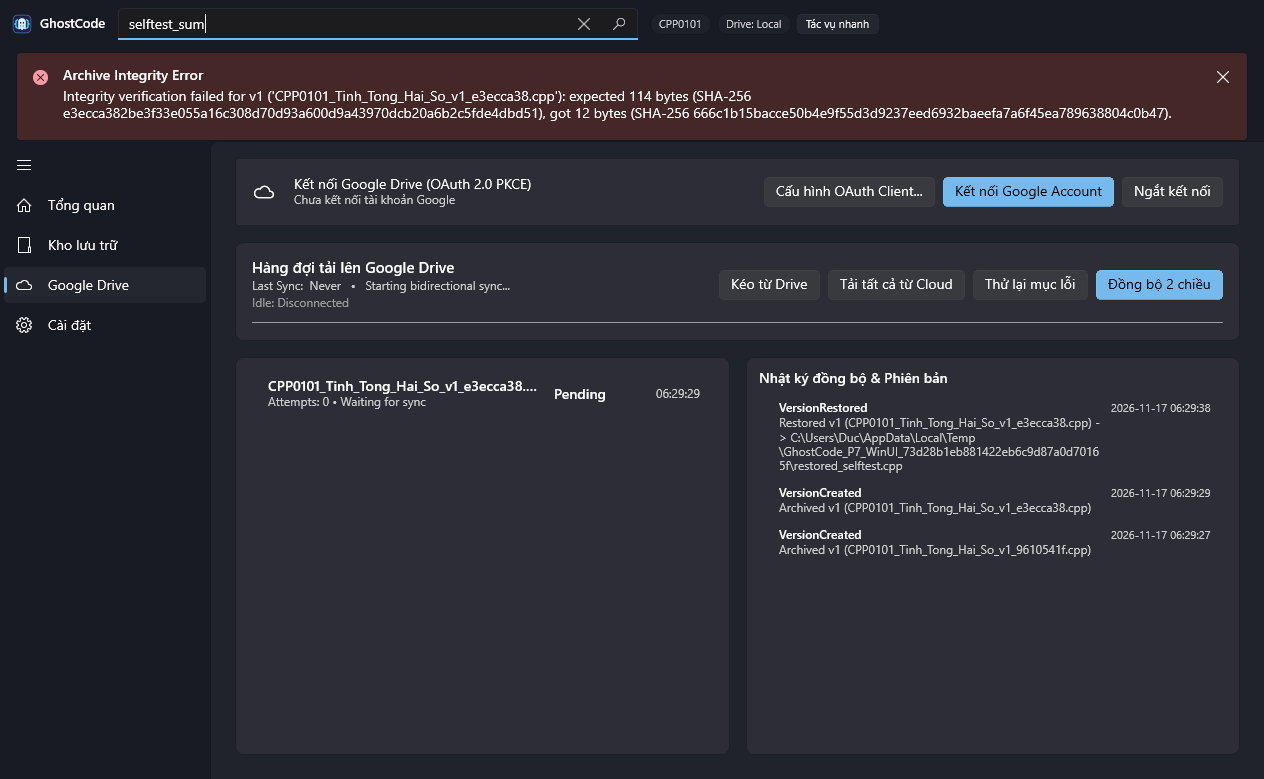 GhostCode
selftest_sum
CPP0101
Drive: Local
Tác vụ nhanh
Archive Integrity Error
Integrity verification failed for v1 ('CPP0101_Tinh_Tong_Hai_So_v1_e3ecca38.cpp'): expected 114 bytes (SHA-256
e3ecca382be3f33e055a16c308d70d93a600d9a43970dcb20a6b2c5fde4dbd51), got 12 bytes (SHA-256 666c1b15bacce50b4e9f55d3d9237eed6932baeefa7a6f45ea789638804c0b47).
Tổng quan
Kho lưu trữ
Google Drive
Cài đặt
Kết nối Google Drive (OAuth 2.0 PKCE)
Chưa kết nối tài khoản Google
Cấu hình OAuth Client...
Kết nối Google Account
Ngắt kết nối
Hàng đợi tải lên Google Drive
Last Sync: Never • Starting bidirectional sync...
Idle: Disconnected
Kéo từ Drive
Tải tất cả từ Cloud
Thử lại mục lỗi
Đồng bộ 2 chiều
CPP0101_Tinh_Tong_Hai_So_v1_e3ecca38....
Attempts: 0 • Waiting for sync
Pending
06:29:29
Nhật ký đồng bộ & Phiên bản
VersionRestored
2026-11-17 06:29:38
Restored v1 (CPP0101_Tinh_Tong_Hai_So_v1_e3ecca38.cpp) -
> C:\Users\Duc\AppData\Local\Temp
\GhostCode_P7_WinUI_73d28b1eb881422eb6c9d87a0d7016
5f\restored_selftest.cpp
VersionCreated
2026-11-17 06:29:29
Archived v1 (CPP0101_Tinh_Tong_Hai_So_v1_e3ecca38.cpp)
VersionCreated
2026-11-17 06:29:27
Archived v1 (CPP0101_Tinh_Tong_Hai_So_v1_9610541f.cpp)